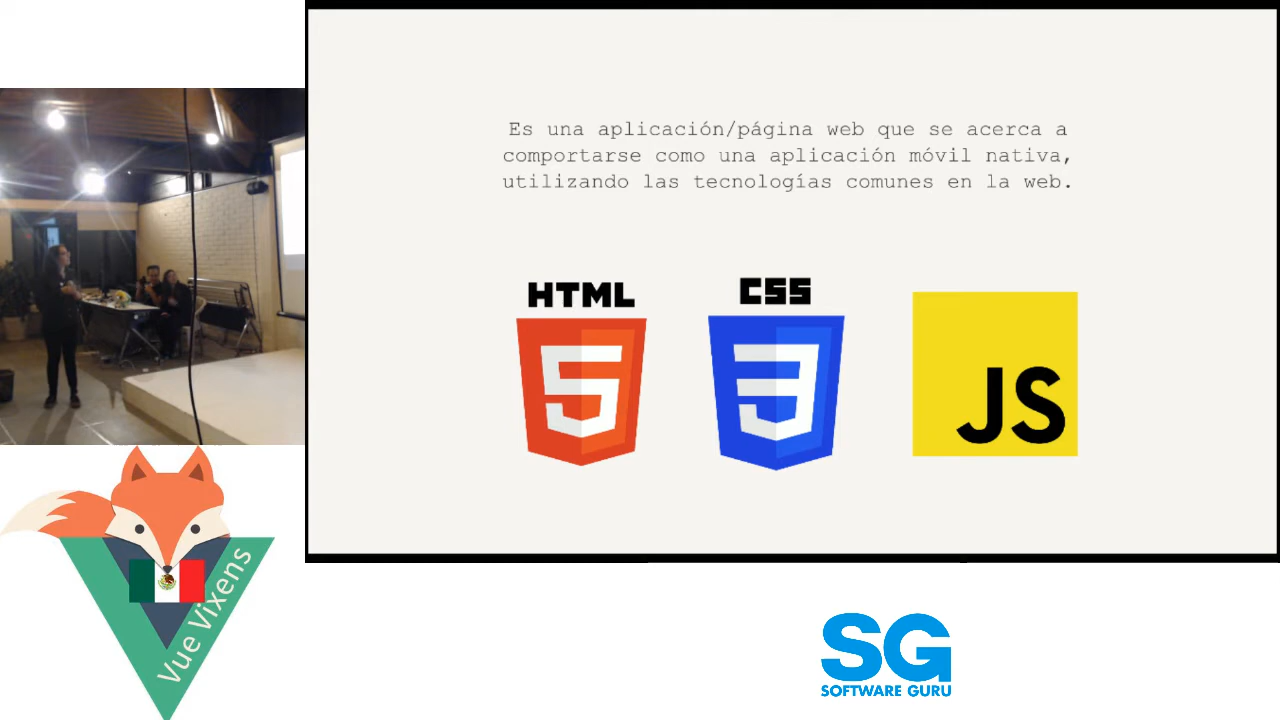 Es una aplicación/página web que se acerca a
comportarse como una aplicación móvil nativa,
utilizando las tecnologías comunes en la web.
HTML
CSS
5
3
JS
Vue Vixens
SG
SOFTWARE GURU